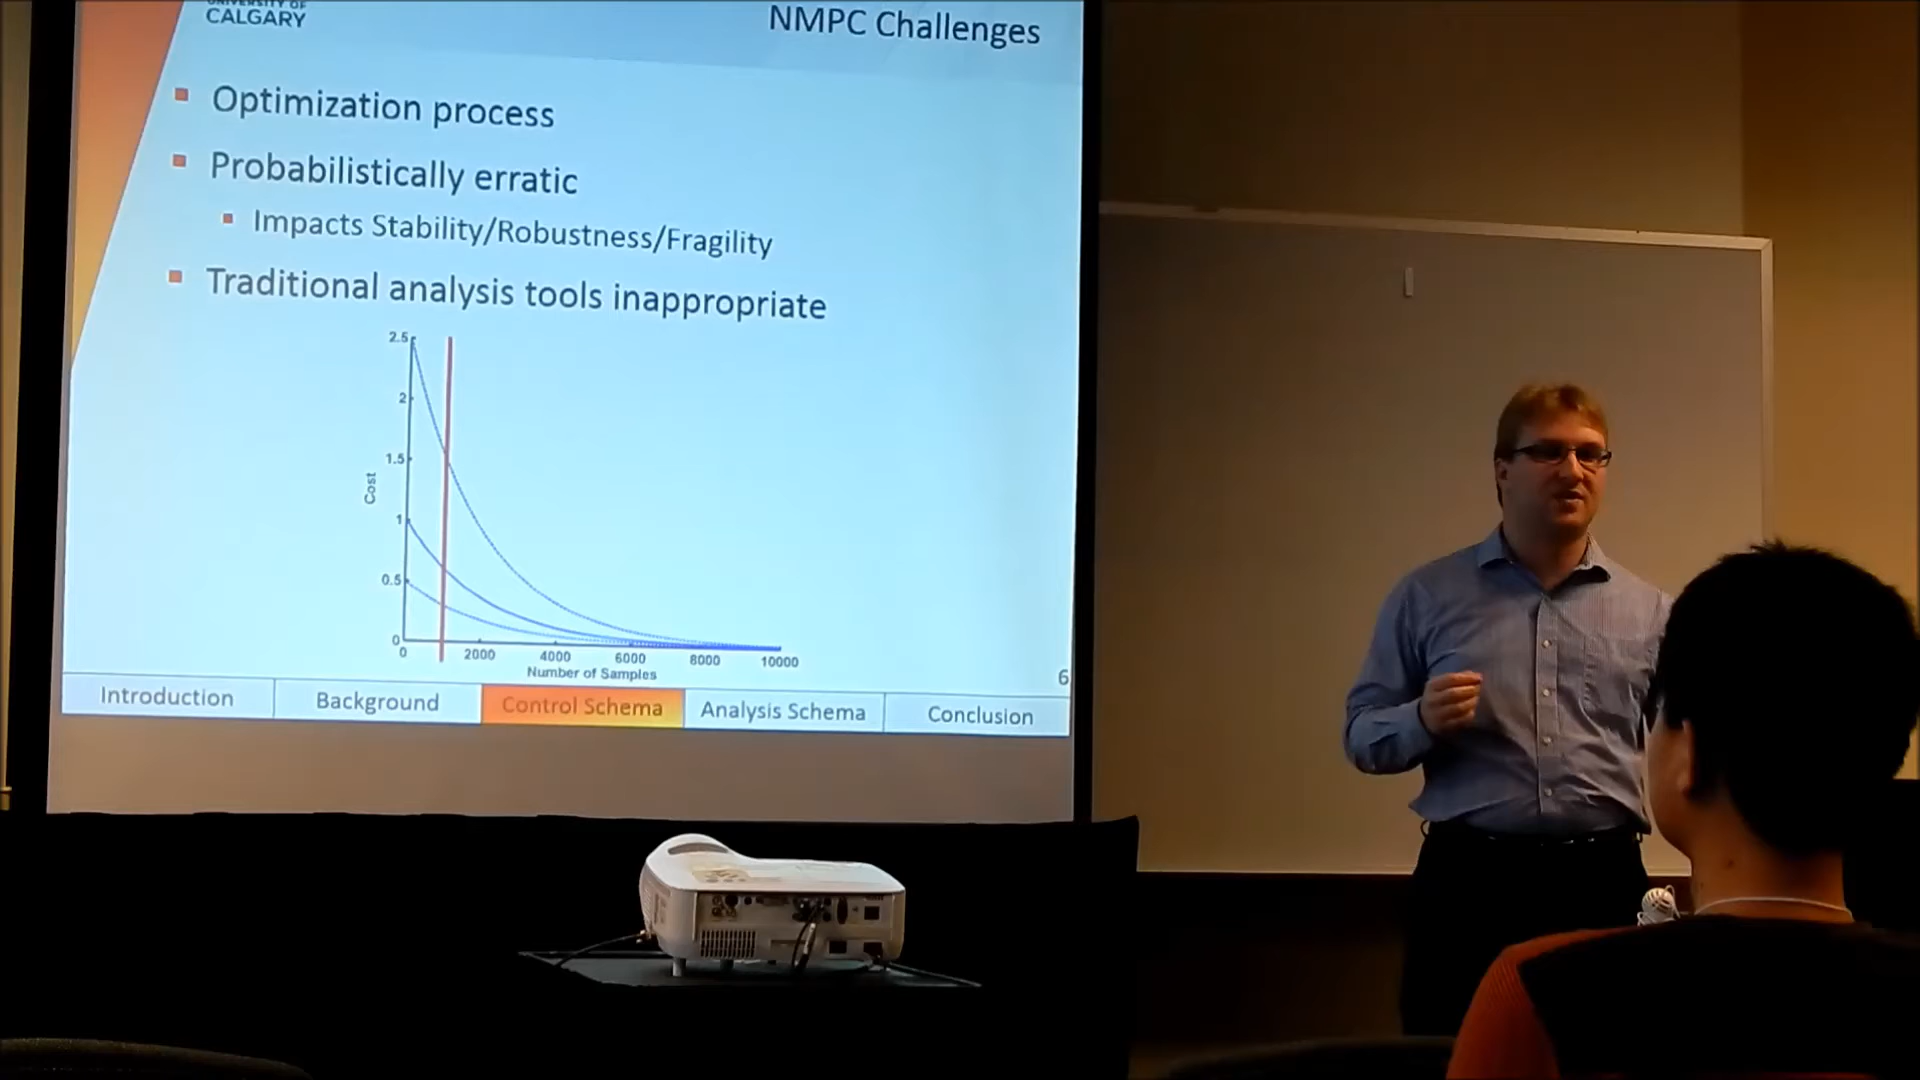 UNIVERSITY OF
CALGARY
NMPC Challenges
Optimization process
Probabilistically erratic
Impacts Stability/Robustness/Fragility
Traditional analysis tools inappropriate
2.5
2
1.5
1
0.5
0
Cost
0 2000 4000 6000 8000 10000
Number of Samples
6
Introduction Background Control Schema Analysis Schema Conclusion